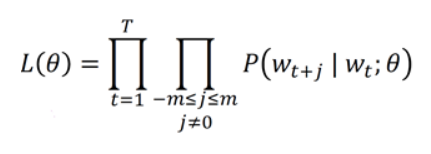 L(θ) = ∏_{t=1}^{T} ∏_{-m≤j≤m, j≠0} P(w_{t+j} | w_t; θ)